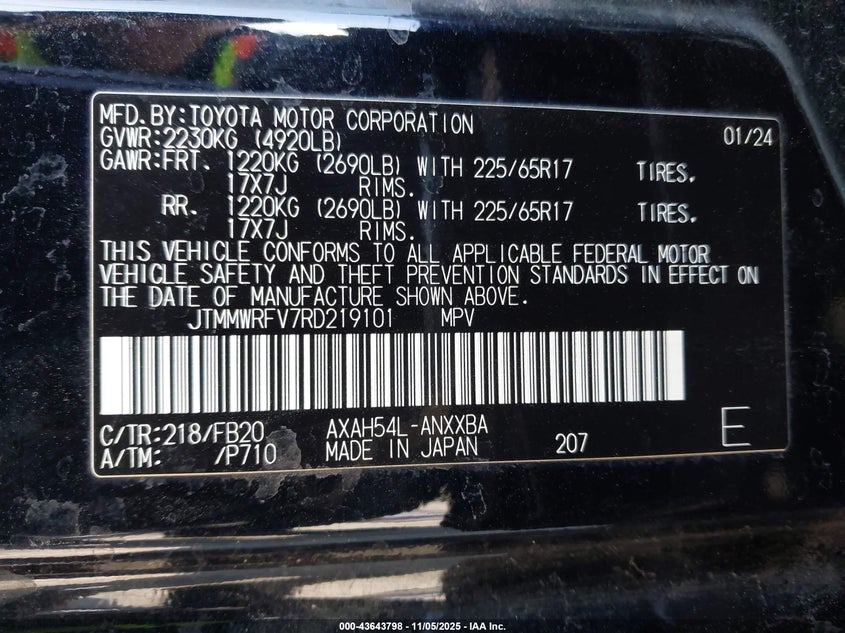 MFD.BY:TOYOTA MOTOR CORPORATION 01/24
GVWR:2230KG (4920LB)
GAWR:FRT. 1220KG (2690LB) WITH 225/65R17 TIRES.
17X7J RIMS.
RR. 1220KG (2690LB) WITH 225/65R17 TIRES.
17X7J RIMS.
THIS VEHICLE CONFORMS TO ALL APPLICABLE FEDERAL MOTOR
VEHICLE SAFETY AND THEFT PREVENTION STANDARDS IN EFFECT ON
THE DATE OF MANUFACTURE SHOWN ABOVE.
JTMMWRFV7RD219101 MPV
C/TR:218/FB20 AXAH54L-ANXXBA
A/TM: /P710 MADE IN JAPAN 207 E
000-43643798 - 11/05/2025 - IAA Inc.